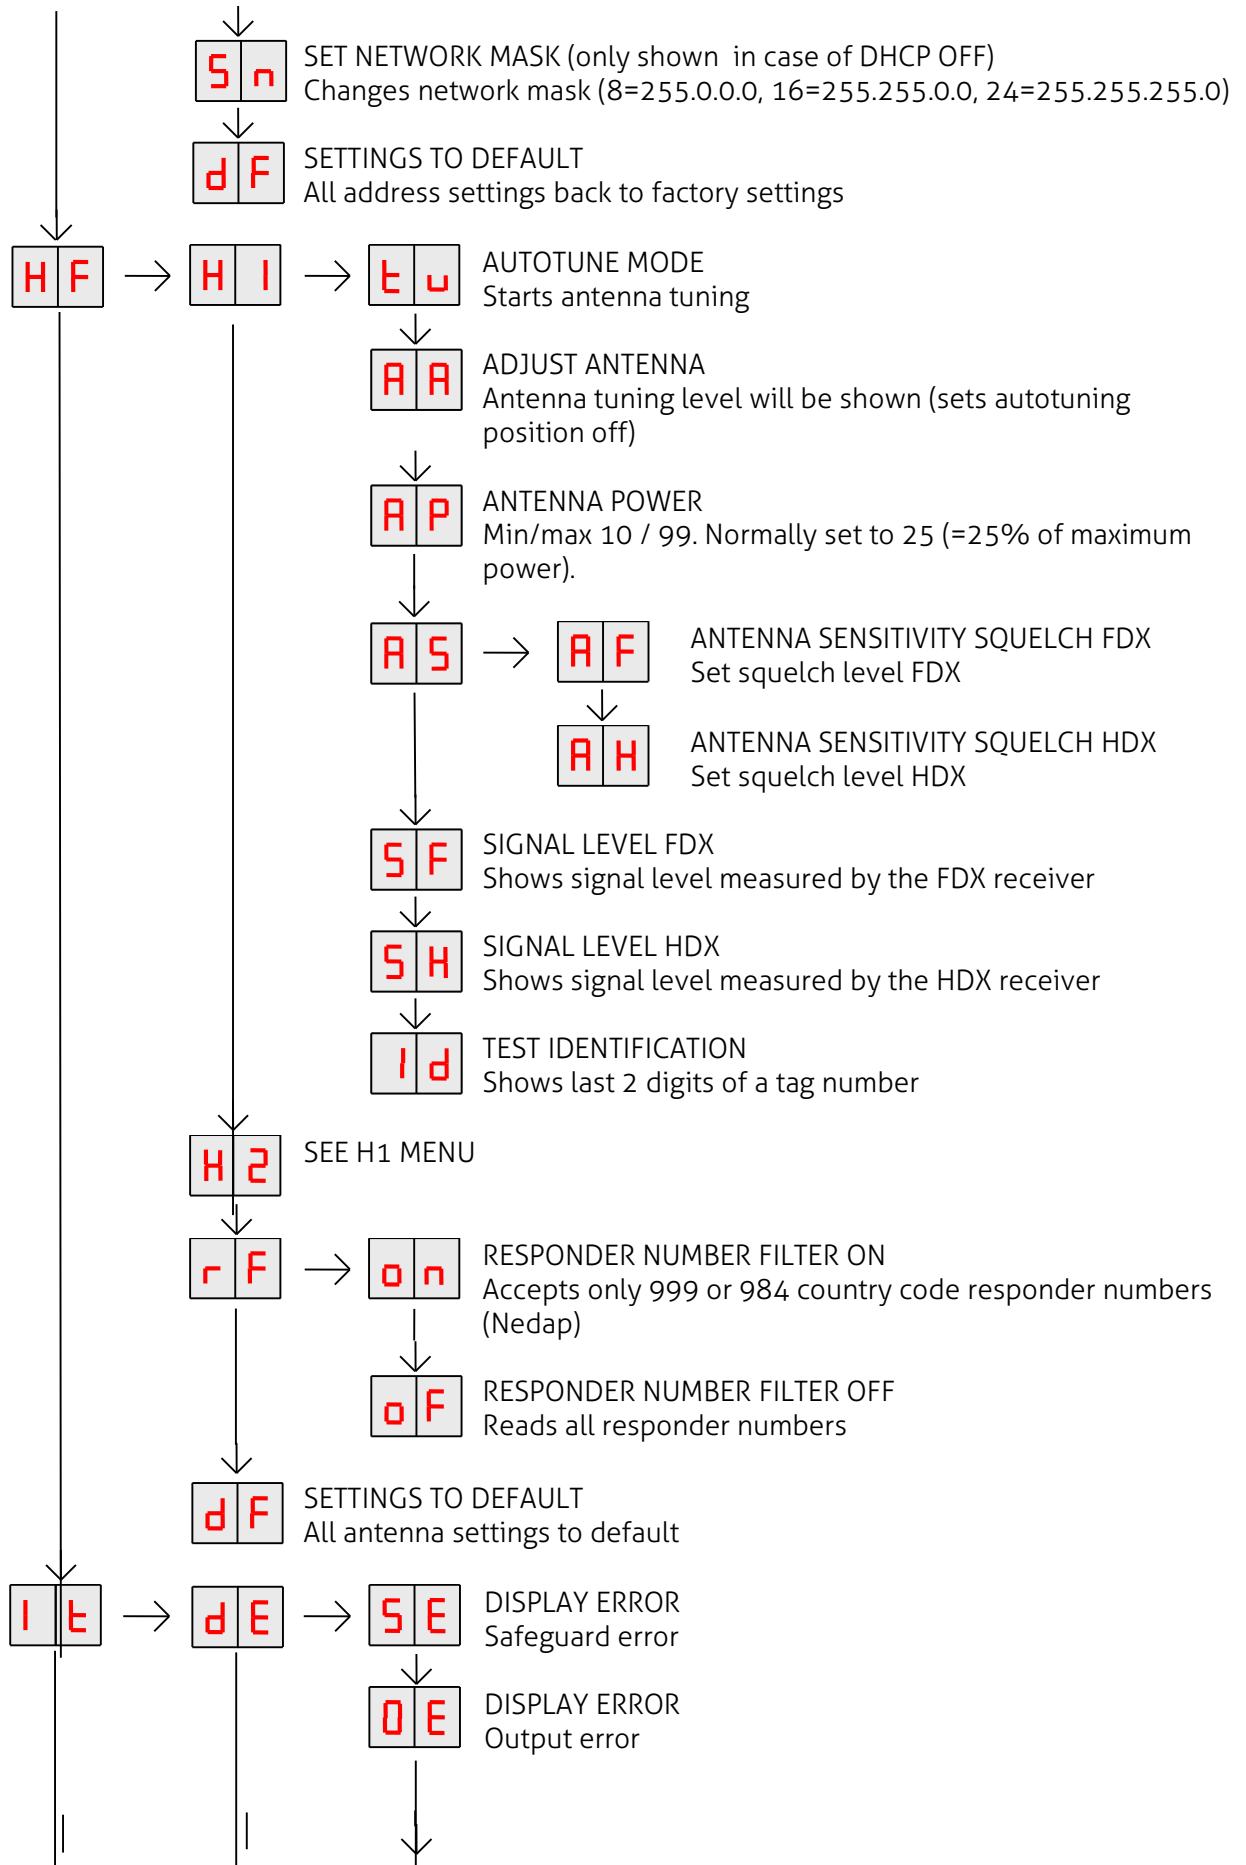 Sn
SET NETWORK MASK (only shown in case of DHCP OFF)
Changes network mask (8=255.0.0.0, 16=255.255.0.0, 24=255.255.255.0)
dF
SETTINGS TO DEFAULT
All address settings back to factory settings
HF
H1
tu
AUTOTUNE MODE
Starts antenna tuning
AA
ADJUST ANTENNA
Antenna tuning level will be shown (sets autotuning
position off)
AP
ANTENNA POWER
Min/max 10 / 99. Normally set to 25 (=25% of maximum
power).
AS
AF
ANTENNA SENSITIVITY SQUELCH FDX
Set squelch level FDX
AH
ANTENNA SENSITIVITY SQUELCH HDX
Set squelch level HDX
SF
SIGNAL LEVEL FDX
Shows signal level measured by the FDX receiver
SH
SIGNAL LEVEL HDX
Shows signal level measured by the HDX receiver
Id
TEST IDENTIFICATION
Shows last 2 digits of a tag number
H2
SEE H1 MENU
rF
on
RESPONDER NUMBER FILTER ON
Accepts only 999 or 984 country code responder numbers
(Nedap)
oF
RESPONDER NUMBER FILTER OFF
Reads all responder numbers
dF
SETTINGS TO DEFAULT
All antenna settings to default
It
dE
SE
DISPLAY ERROR
Safeguard error
OE
DISPLAY ERROR
Output error